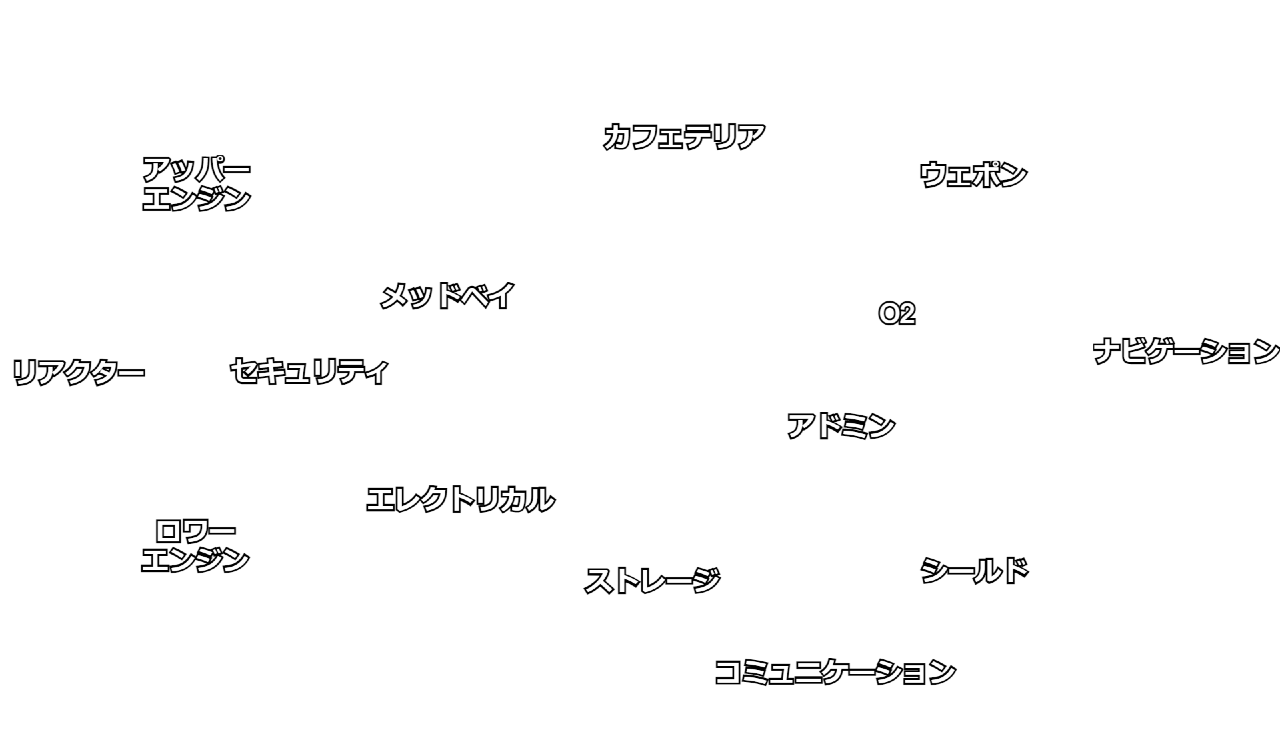 カフェテリア
アッパー
エンジン
ウェポン
メッドベイ
O2
ナビゲーション
リアクター
セキュリティ
アドミン
エレクトリカル
ロワー
エンジン
ストレージ
シールド
コミュニケーション